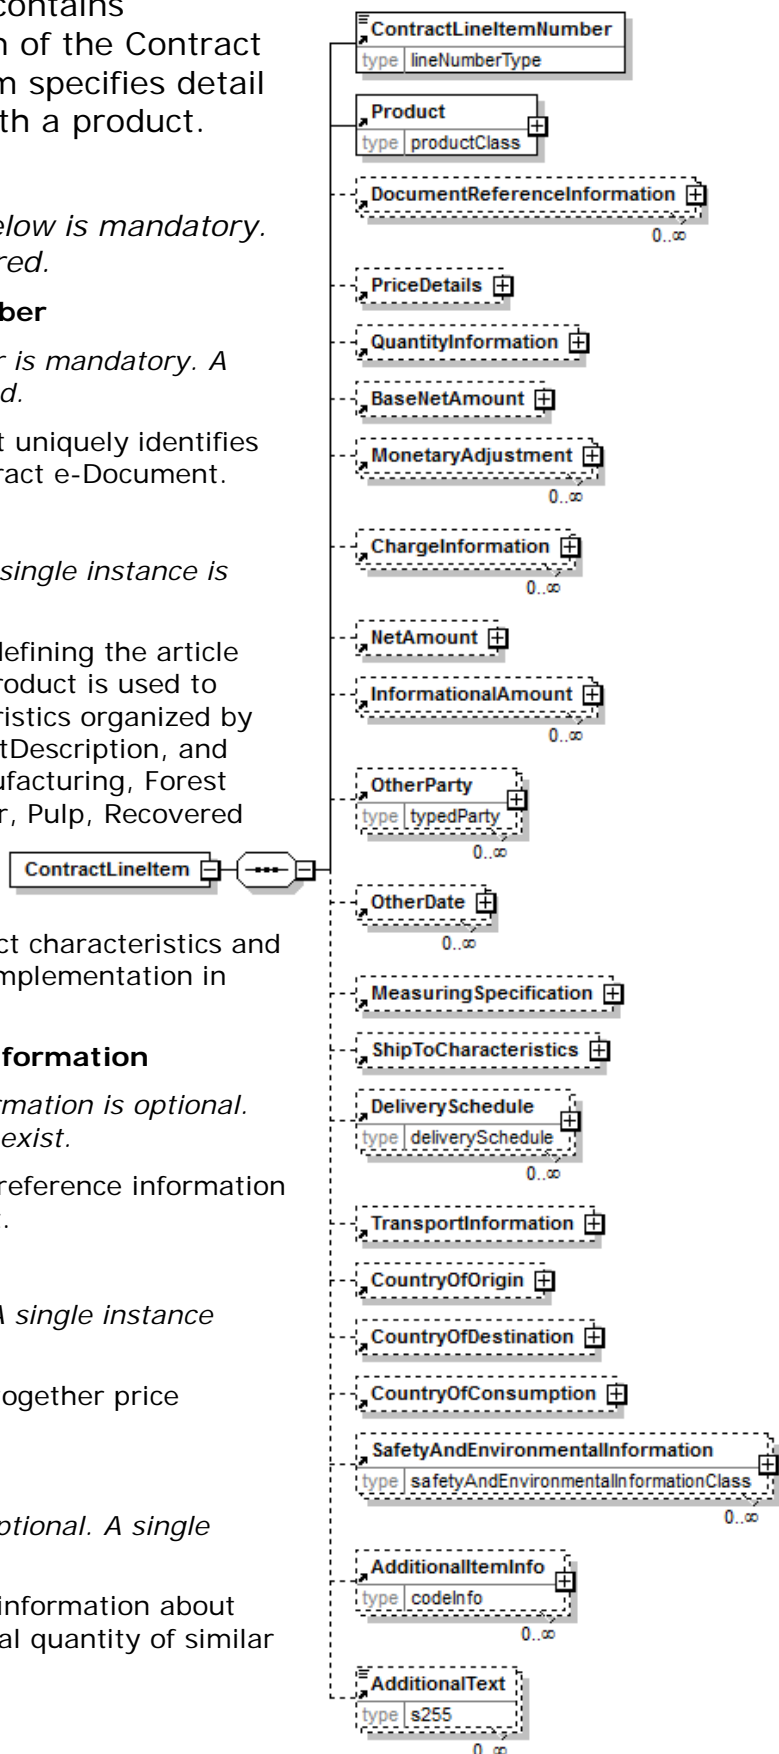 contains
n of the Contract
m specifies detail
th a product.
elow is mandatory.
red.
ber
r is mandatory. A
d.
t uniquely identifies
ract e-Document.
single instance is
defining the article
roduct is used to
ristics organized by
tDescription, and
ufacturing, Forest
r, Pulp, Recovered
ContractLineItem
ct characteristics and
mplementation in
nformation
rmation is optional.
exist.
reference information
.
A single instance
ogether price
ptional. A single
information about
al quantity of similar
ContractLineItemNumber
type lineNumberType
Product
type productClass
DocumentReferenceInformation
0..∞
PriceDetails
QuantityInformation
BaseNetAmount
MonetaryAdjustment
0..∞
ChargeInformation
0..∞
NetAmount
InformationalAmount
0..∞
OtherParty
type typedParty
0..∞
OtherDate
0..∞
MeasuringSpecification
ShipToCharacteristics
DeliverySchedule
type deliverySchedule
0..∞
TransportInformation
CountryOfOrigin
CountryOfDestination
CountryOfConsumption
SafetyAndEnvironmentalInformation
type safetyAndEnvironmentalInformationClass
0..∞
AdditionalItemInfo
type codeInfo
0..∞
AdditionalText
type s255
0..∞